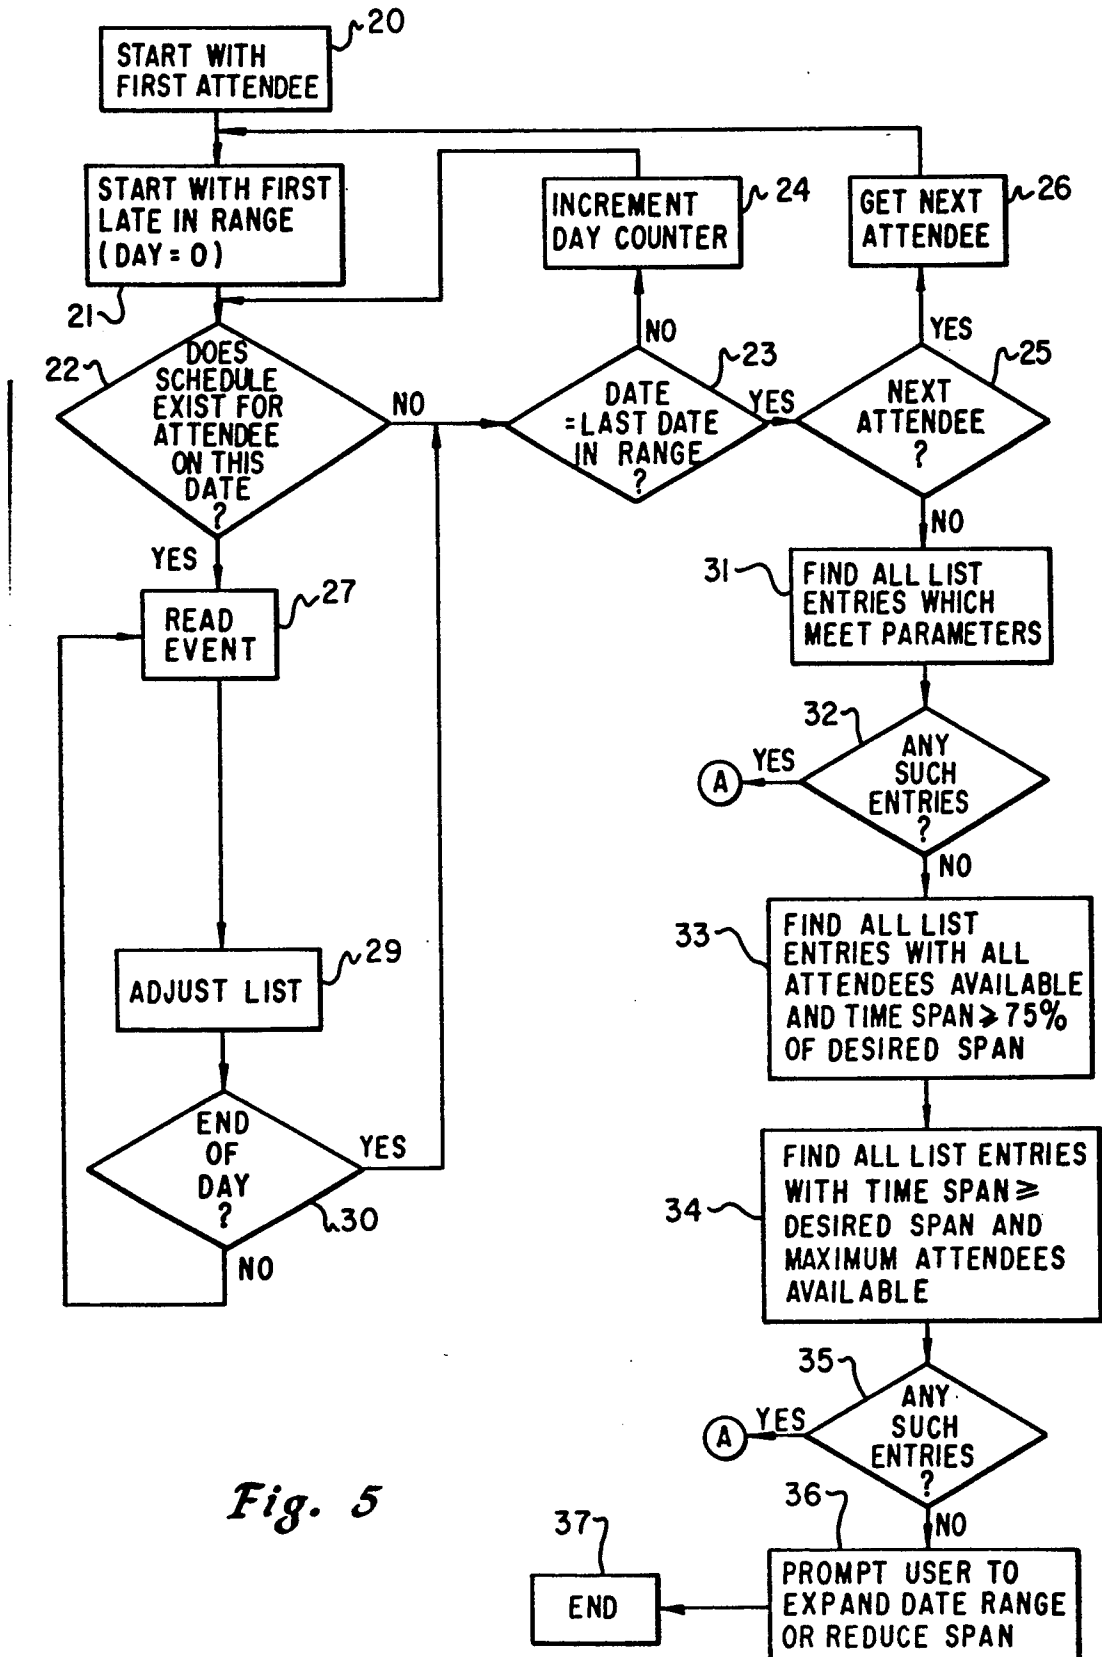 20
START WITH
FIRST ATTENDEE
START WITH FIRST
LATE IN RANGE
(DAY = 0)
21
INCREMENT
DAY COUNTER
24
GET NEXT
ATTENDEE
26
22
DOES
SCHEDULE
EXIST FOR
ATTENDEE
ON THIS
DATE
?
NO
YES
NO
23
DATE
=LAST DATE
IN RANGE
?
YES
YES
25
NEXT
ATTENDEE
?
NO
27
READ
EVENT
29
ADJUST LIST
END
OF
DAY
?
YES
30
NO
31
FIND ALL LIST
ENTRIES WHICH
MEET PARAMETERS
32
ANY
SUCH
ENTRIES
?
YES
A
NO
33
FIND ALL LIST
ENTRIES WITH ALL
ATTENDEES AVAILABLE
AND TIME SPAN ⩾ 75%
OF DESIRED SPAN
34
FIND ALL LIST ENTRIES
WITH TIME SPAN ≥
DESIRED SPAN AND
MAXIMUM ATTENDEES
AVAILABLE
35
ANY
SUCH
ENTRIES
?
YES
A
NO
36
PROMPT USER TO
EXPAND DATE RANGE
OR REDUCE SPAN
37
END
Fig. 5